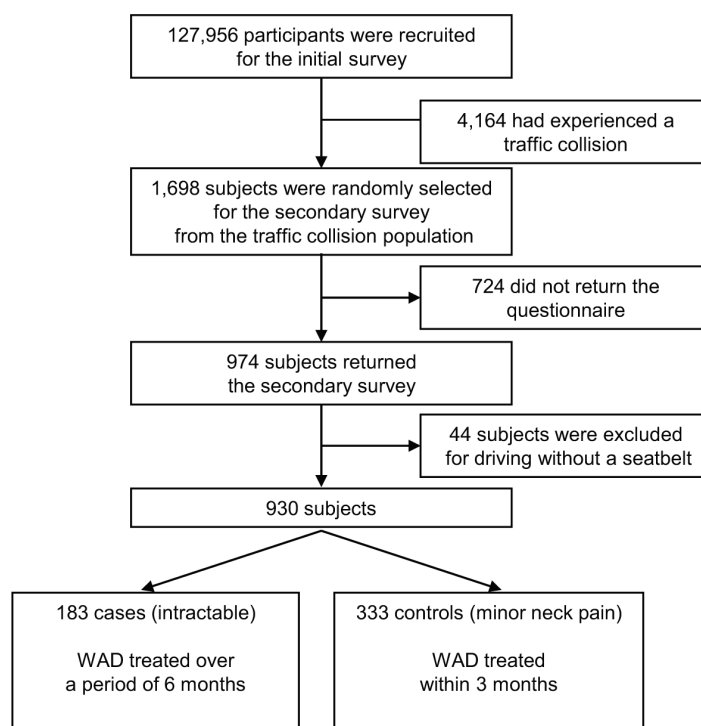 127,956 participants were recruited
for the initial survey
4,164 had experienced a
traffic collision
1,698 subjects were randomly selected
for the secondary survey
from the traffic collision population
724 did not return the
questionnaire
974 subjects returned
the secondary survey
44 subjects were excluded
for driving without a seatbelt
930 subjects
183 cases (intractable)
WAD treated over
a period of 6 months
333 controls (minor neck pain)
WAD treated
within 3 months